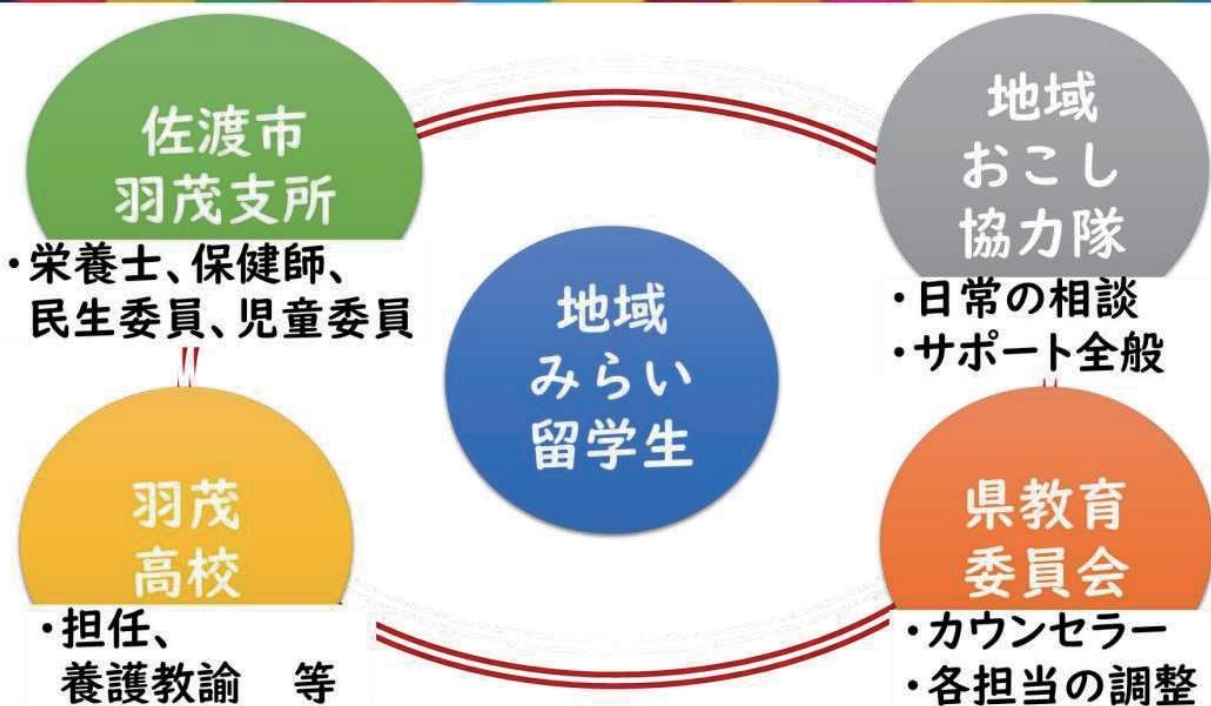 佐渡市
羽茂支所
・栄養士、保健師、
民生委員、児童委員
地域
おこし
協力隊
・日常の相談
・サポート全般
地域
みらい
留学生
羽茂
高校
・担任、
養護教諭　等
県教育
委員会
・カウンセラー
・各担当の調整